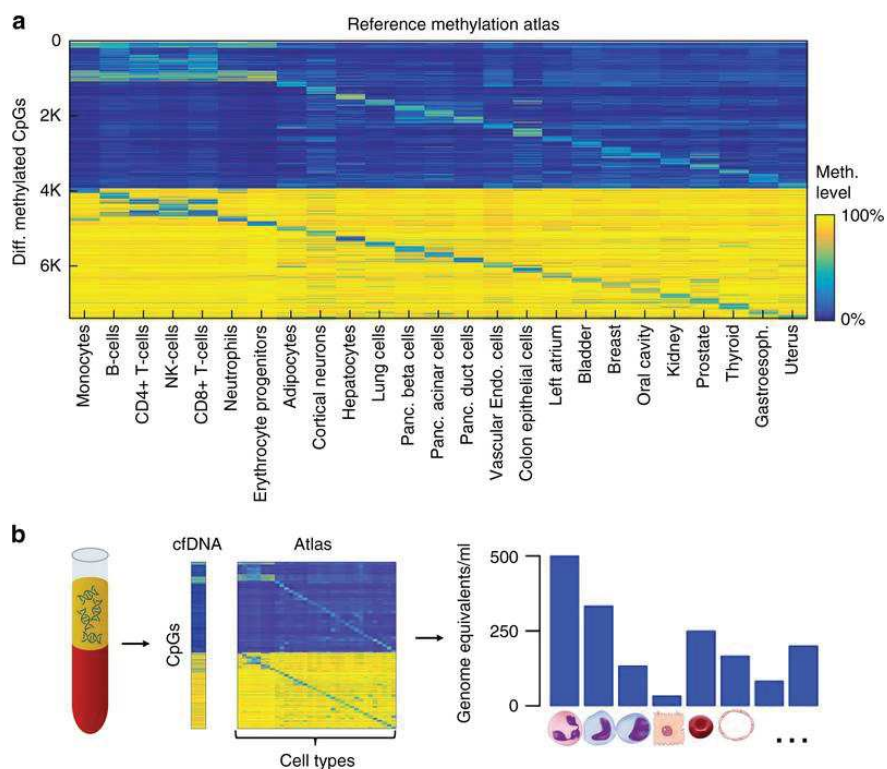 a
Reference methylation atlas
Diff. methylated CpGs
0
2K
4K
6K
Meth.
level
100%
0%
Monocytes
B-cells
CD4+ T-cells
NK-cells
CD8+ T-cells
Neutrophils
Erythrocyte progenitors
Adipocytes
Cortical neurons
Hepatocytes
Lung cells
Panc. beta cells
Panc. acinar cells
Panc. duct cells
Vascular Endo. cells
Colon epithelial cells
Left atrium
Bladder
Breast
Oral cavity
Kidney
Prostate
Thyroid
Gastroesoph.
Uterus
b
cfDNA
Atlas
CpGs
Cell types
Genome equivalents/ml
500
250
0
...